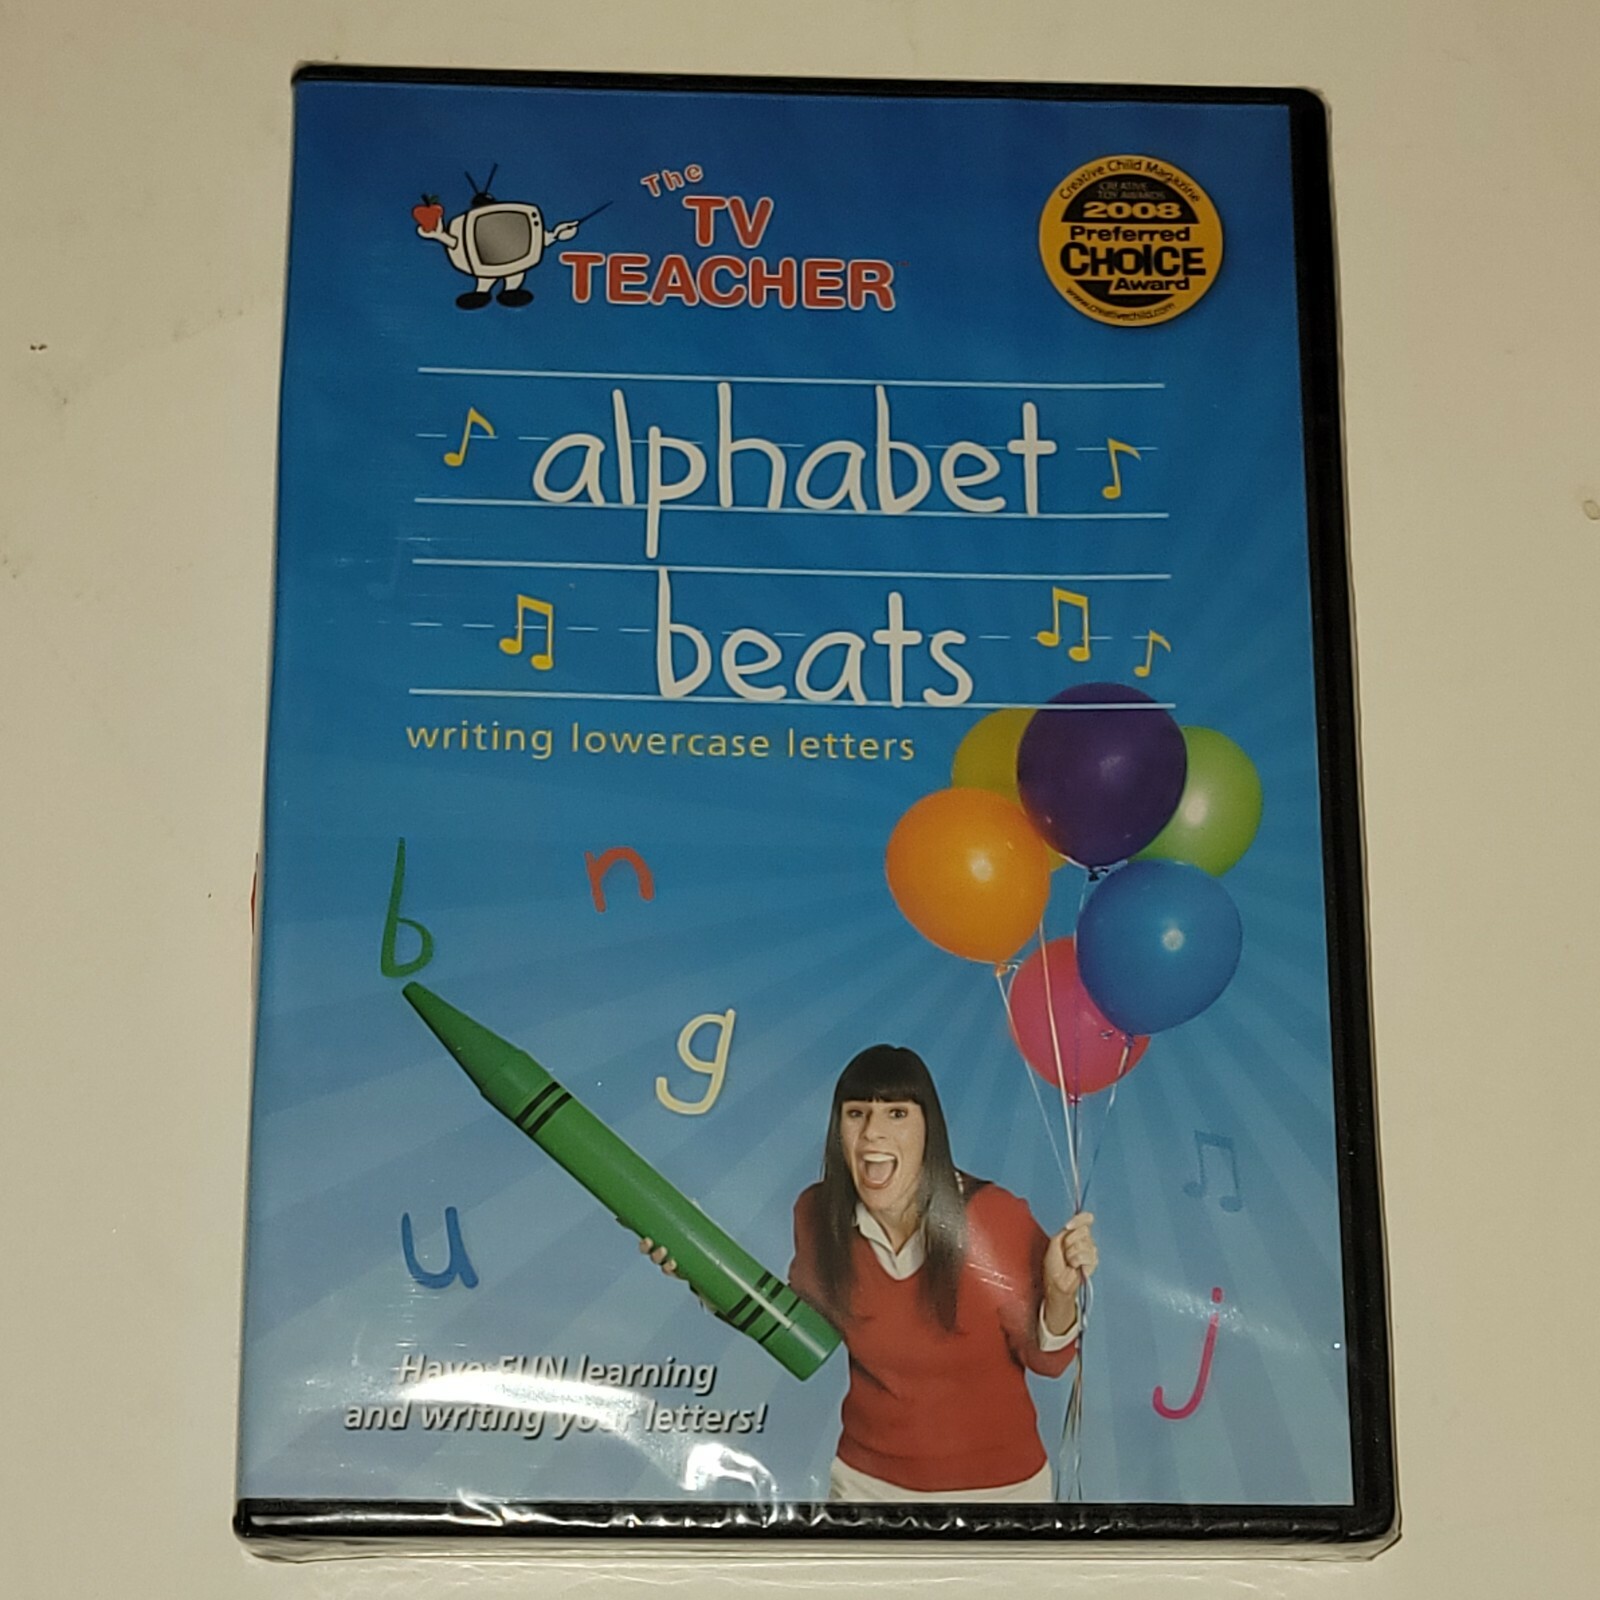 The
TV
TEACHER
Creative Child Magazine
CREATIVE
TOY AWARDS
2008
Preferred
CHOICE
Award
www.creativechild.com
alphabet
beats
writing lowercase letters
b
n
g
u
j
Have FUN learning
and writing your letters!